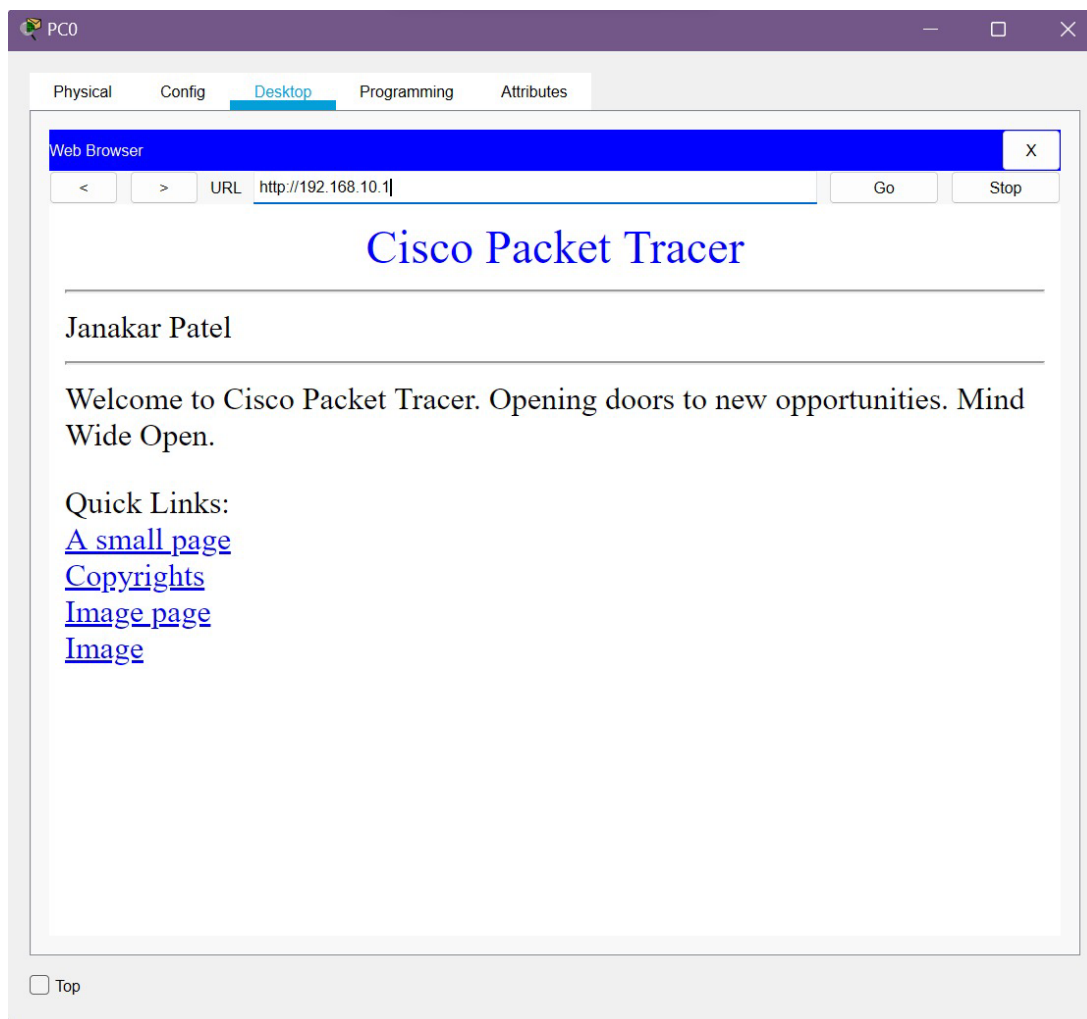 PC0
Physical Config Desktop Programming Attributes
Web Browser X
< > URL http://192.168.10.1 Go Stop
Cisco Packet Tracer
Janakar Patel
Welcome to Cisco Packet Tracer. Opening doors to new opportunities. Mind
Wide Open.
Quick Links:
A small page
Copyrights
Image page
Image
Top